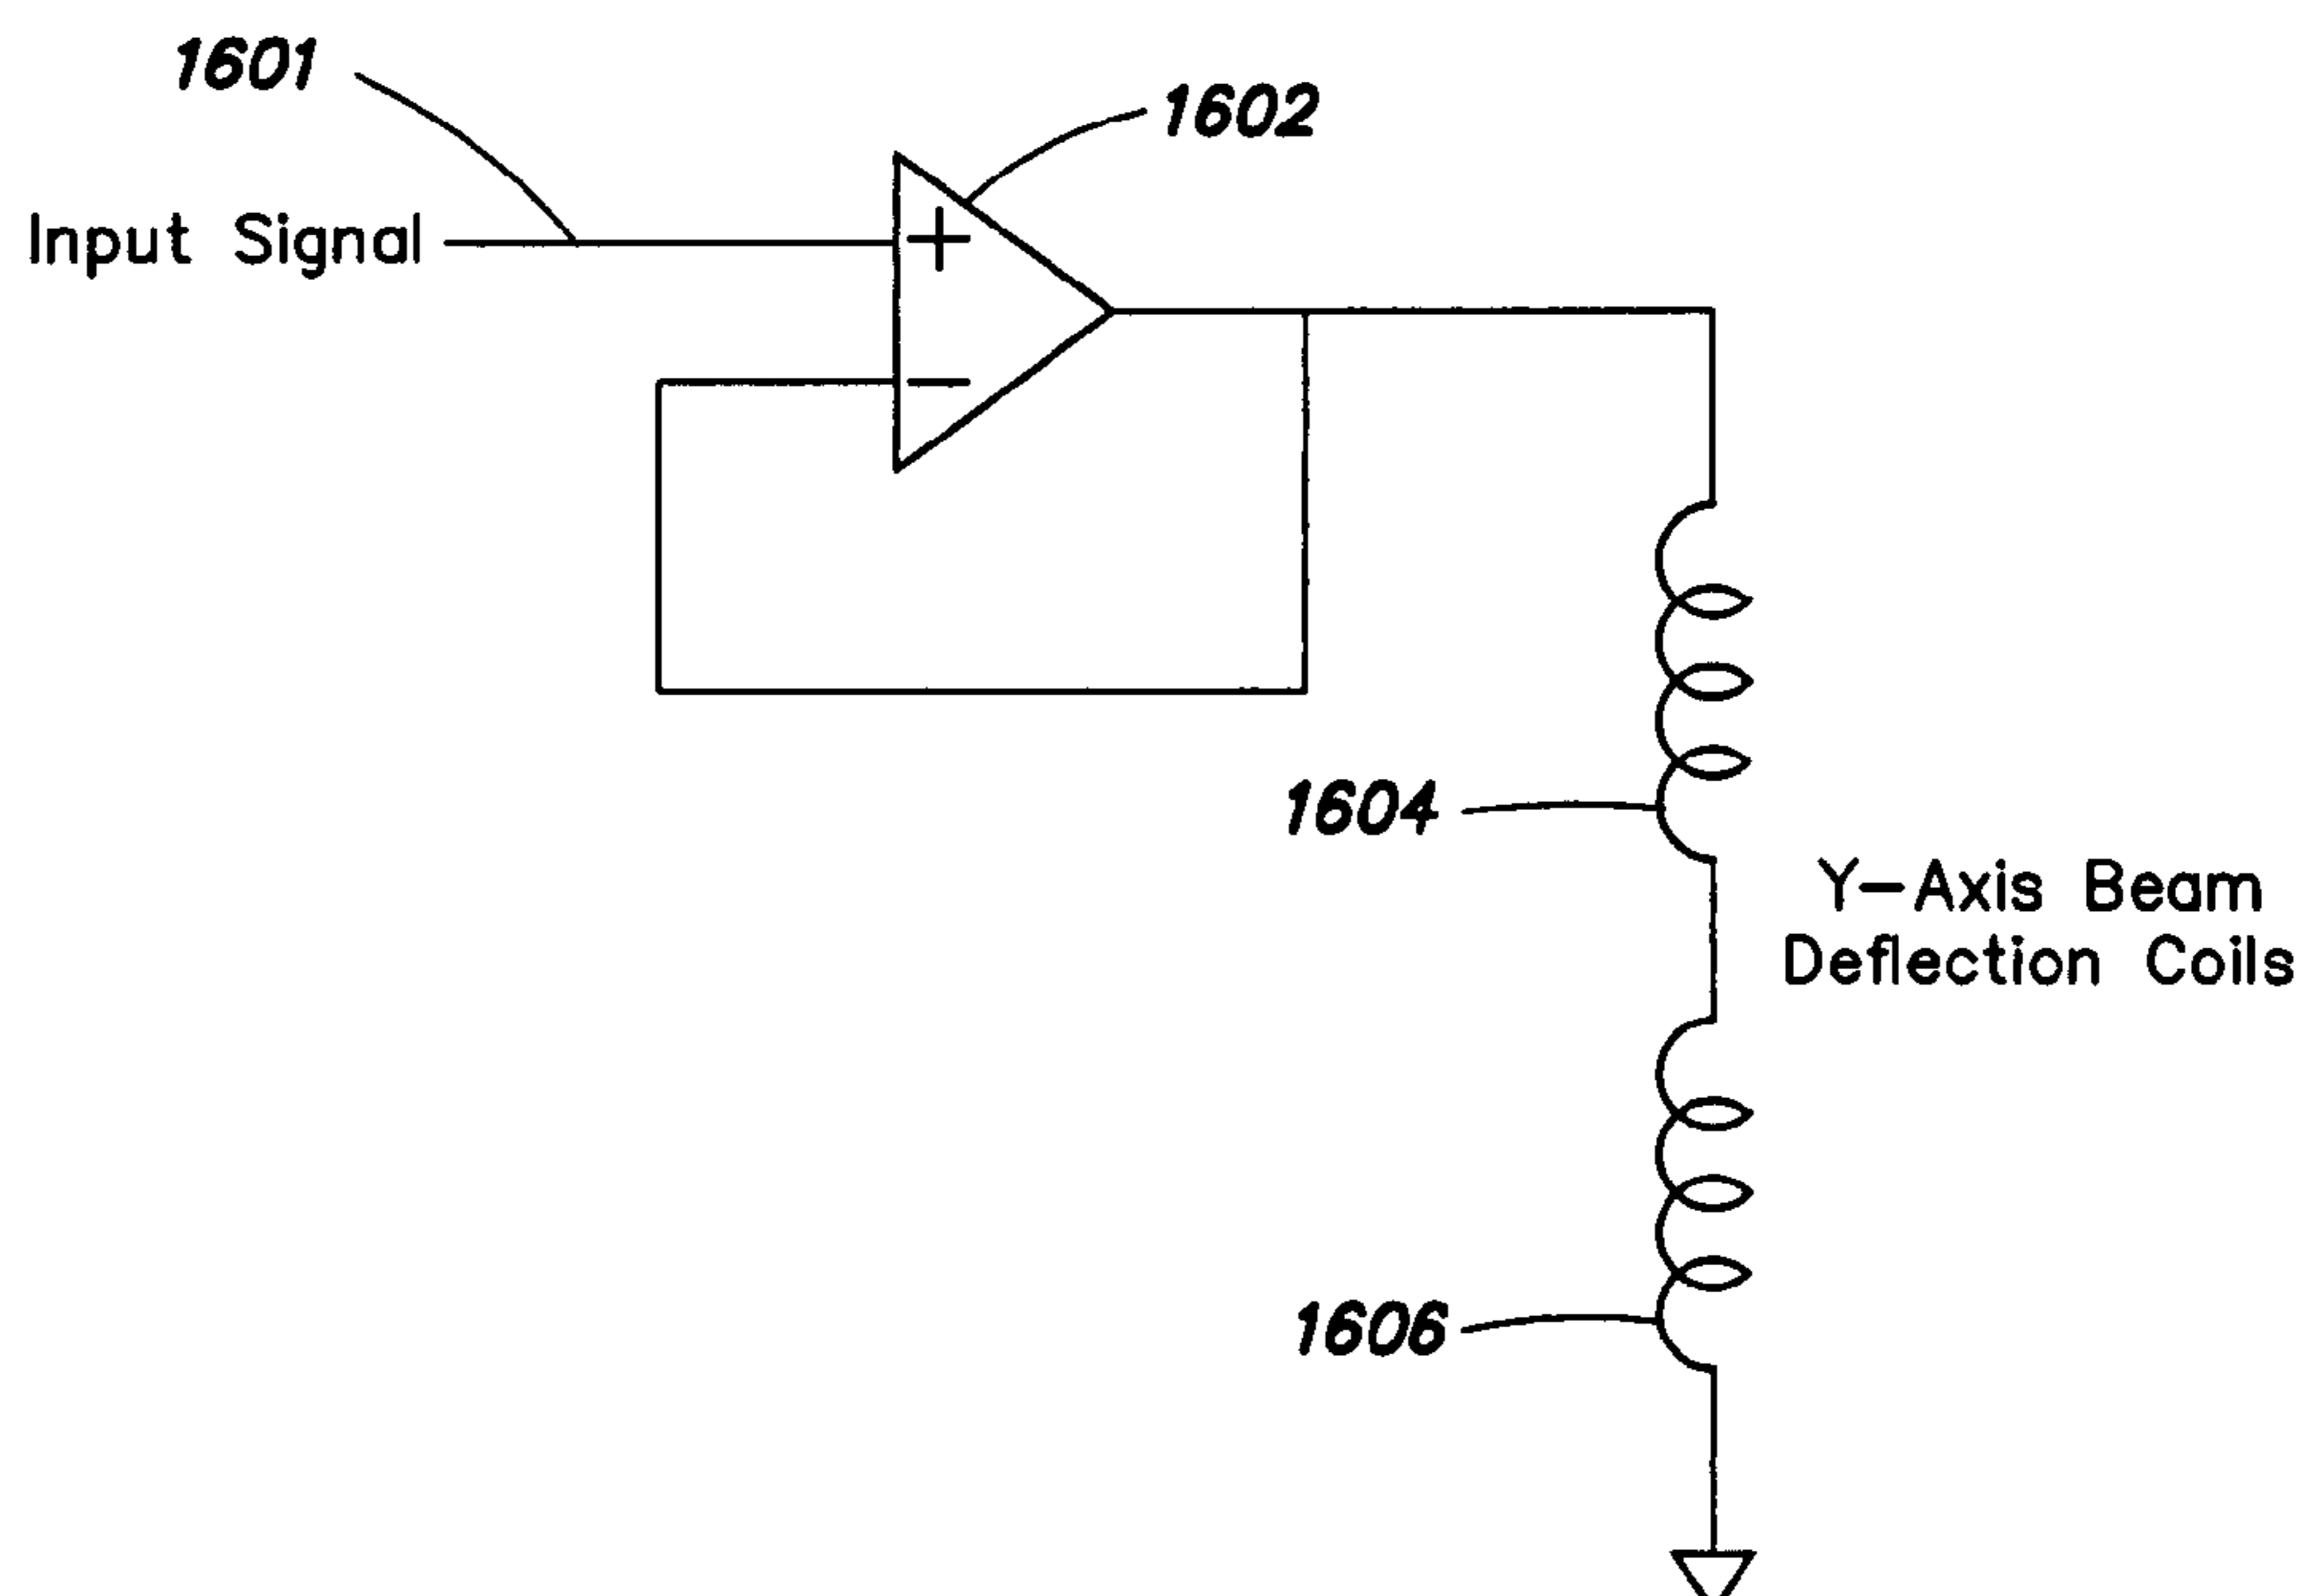 1601
1602
Input Signal
+
−
1604
Y-Axis Beam
Deflection Coils
1606